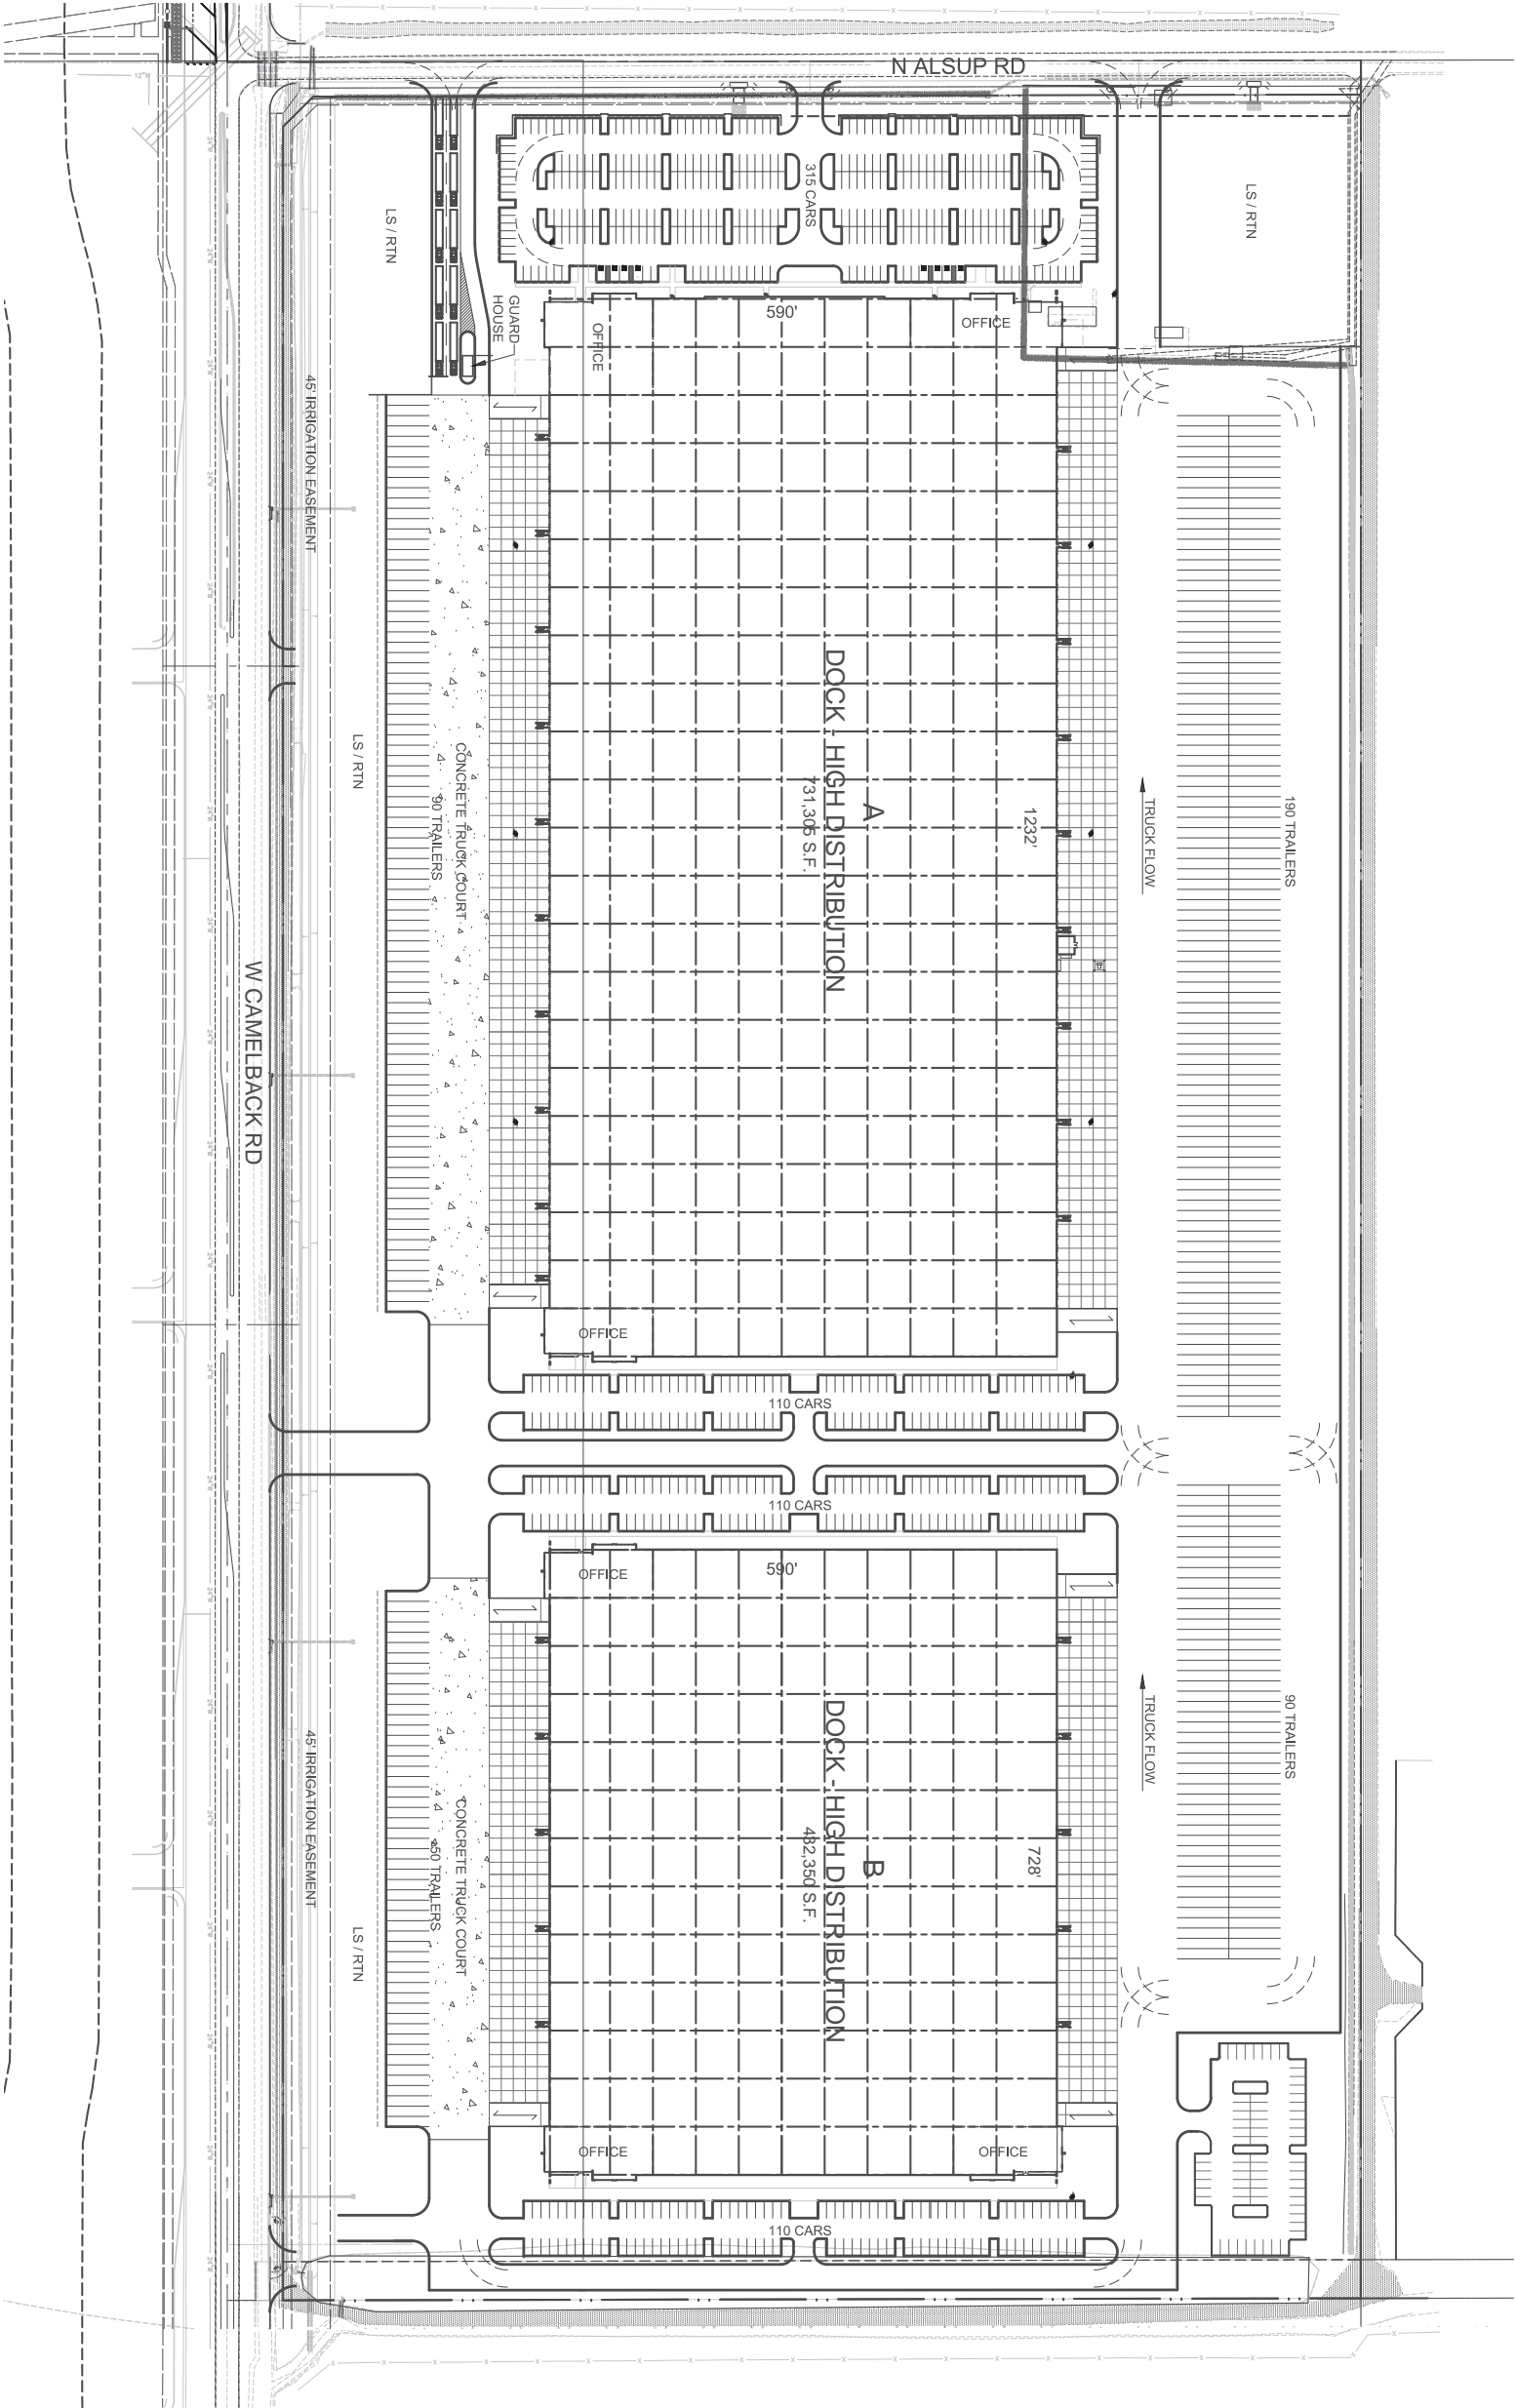 N ALSUP RD
12"W
315 CARS
LS / RTN
LS / RTN
GUARD
HOUSE
OFFICE
590'
OFFICE
45' IRRIGATION EASEMENT
W CAMELBACK RD
LS / RTN
CONCRETE TRUCK COURT
90 TRAILERS
A
DOCK - HIGH DISTRIBUTION
731,305 S.F.
1232'
TRUCK FLOW
190 TRAILERS
OFFICE
110 CARS
110 CARS
OFFICE
590'
45' IRRIGATION EASEMENT
LS / RTN
CONCRETE TRUCK COURT
50 TRAILERS
B
DOCK - HIGH DISTRIBUTION
432,350 S.F.
728'
TRUCK FLOW
90 TRAILERS
OFFICE
OFFICE
110 CARS